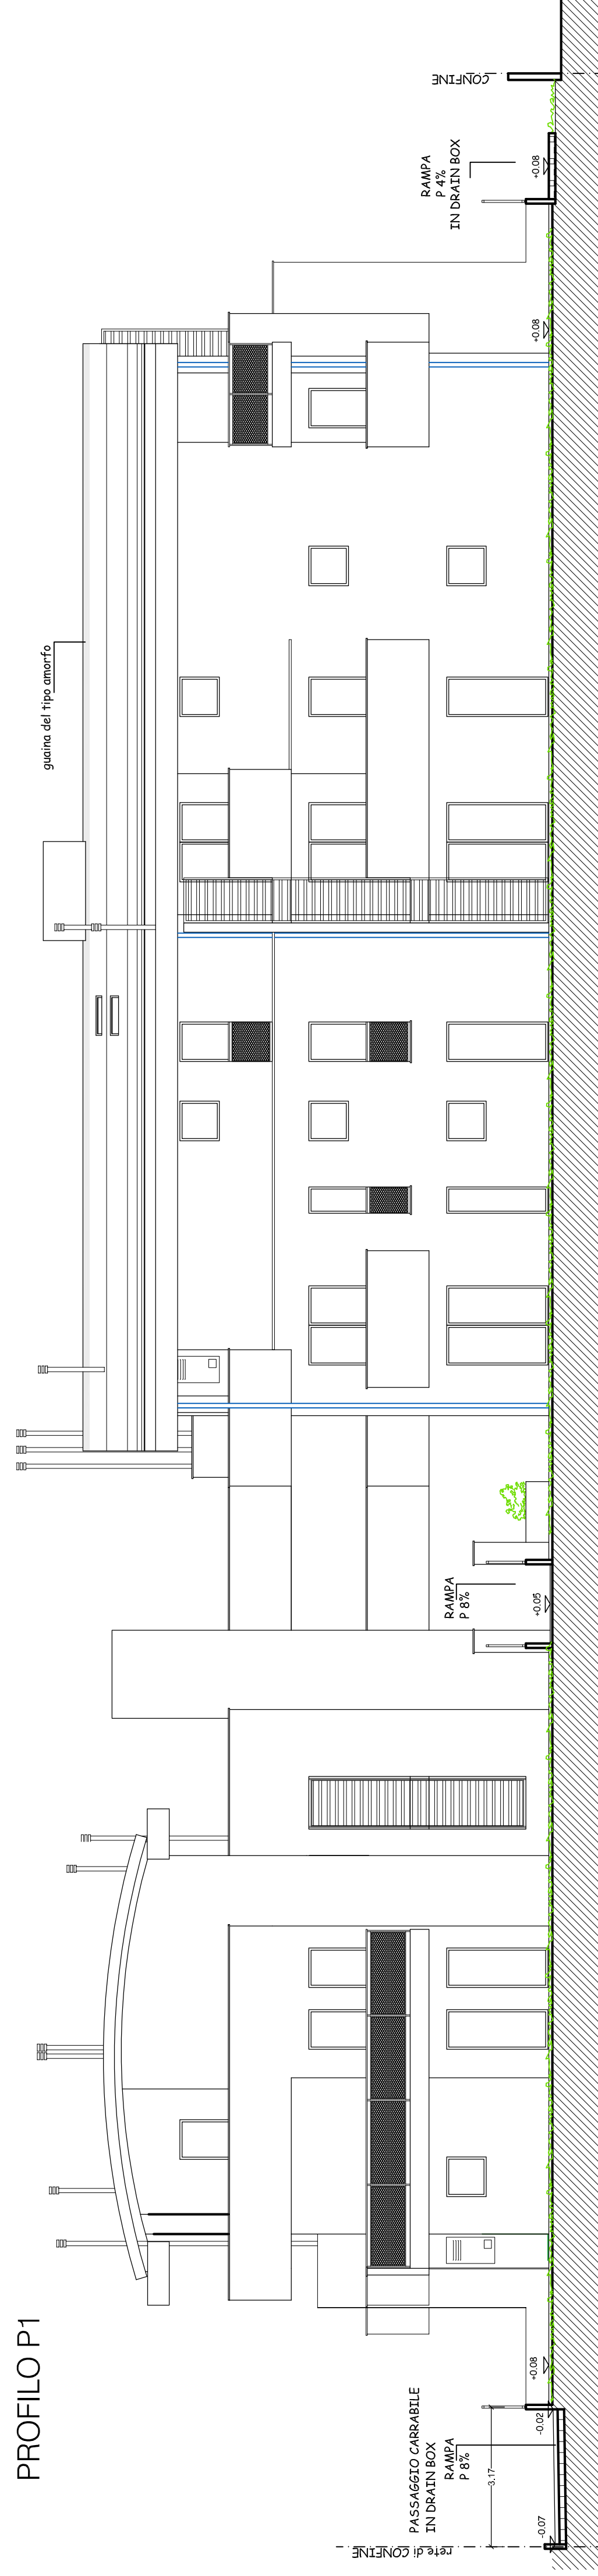 PROFILO P1
rete di CONFINE
-0.07
3.17
PASSAGGIO CARRABILE
IN DRAIN BOX
RAMPA
P 8%
-0.02
+0.08
RAMPA
P 8%
+0.05
guaina del tipo amorfo
+0.08
RAMPA
P 4%
IN DRAIN BOX
+0.08
CONFINE